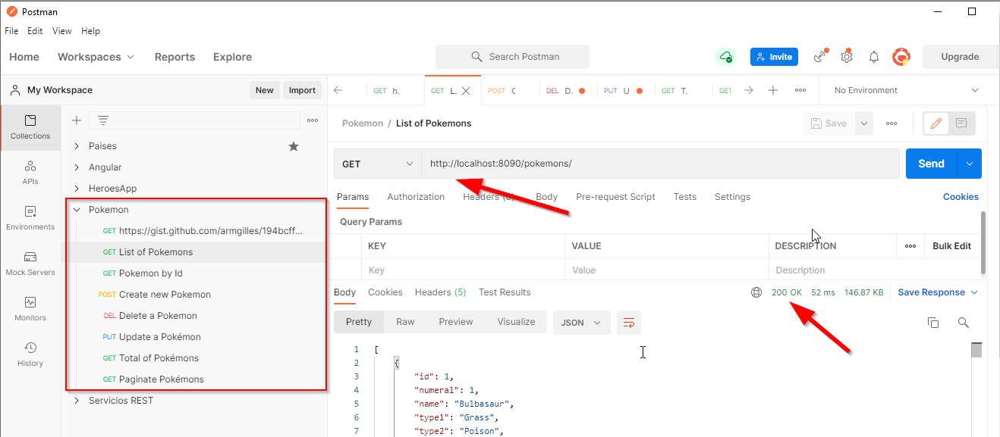 Postman
File Edit View Help
Home Workspaces Reports Explore Search Postman Invite Upgrade
My Workspace New Import
GET h. GET L. POST C DEL D. PUT U GET T. GET No Environment
Collections
APIs
Environments
Mock Servers
Monitors
History
Paises
Angular
HeroesApp
Pokemon
GET https://gist.github.com/armgilles/194bcff...
GET List of Pokemons
GET Pokemon by Id
POST Create new Pokemon
DEL Delete a Pokemon
PUT Update a Pokémon
GET Total of Pokémons
GET Paginate Pokémons
Servicios REST
Pokemon / List of Pokemons Save
GET http://localhost:8090/pokemons/ Send
Params Authorization Headers Body Pre-request Script Tests Settings Cookies
Query Params
KEY VALUE DESCRIPTION Bulk Edit
Key Value Description
Body Cookies Headers (5) Test Results 200 OK 52 ms 146.87 KB Save Response
Pretty Raw Preview Visualize JSON
1 [
2 {
3 "id": 1,
4 "numeral": 1,
5 "name": "Bulbasaur",
6 "type1": "Grass",
7 "type2": "Poison",